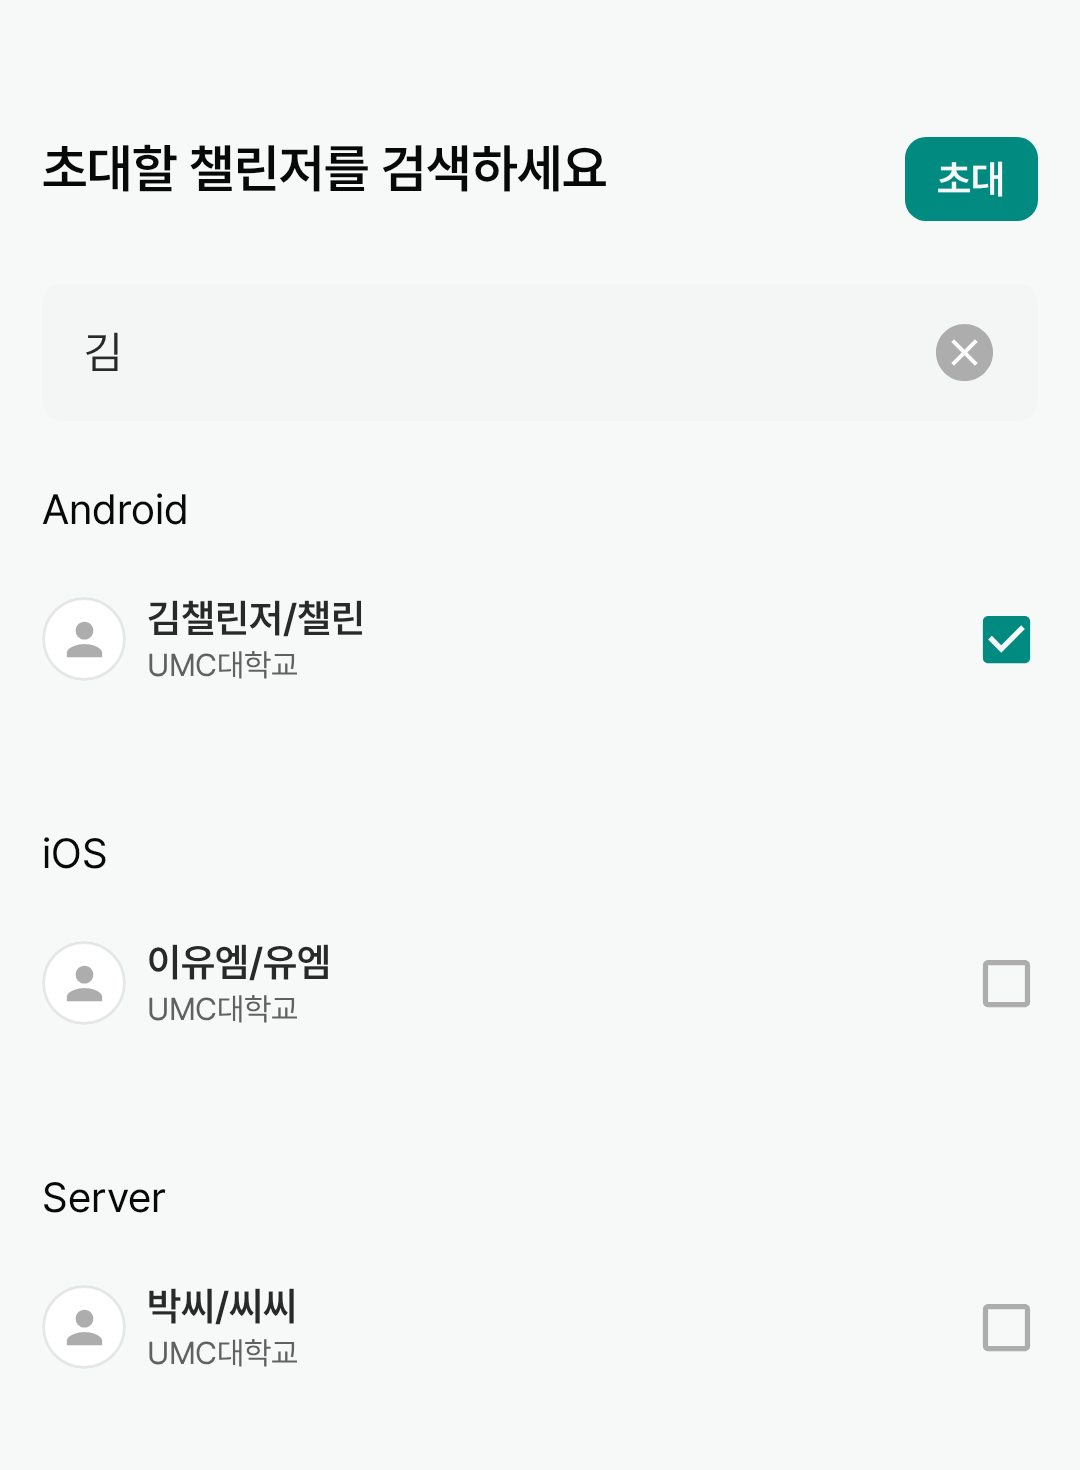 초대할 챌린저를 검색하세요
초대
김
Android
김챌린저/챌린
UMC대학교
iOS
이유엠/유엠
UMC대학교
Server
박씨/씨씨
UMC대학교